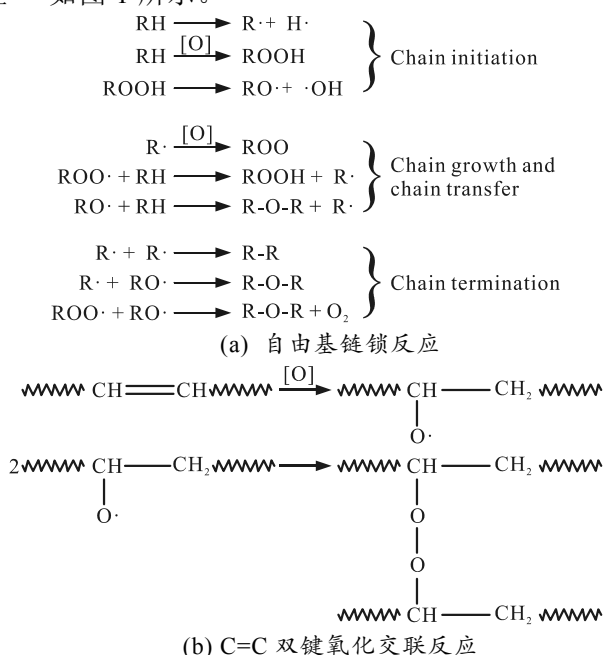 如图 1 所示。
RH ⟶ R·+ H·
RH [O]⟶ ROOH
ROOH ⟶ RO·+ ·OH
Chain initiation
R· [O]⟶ ROO
ROO· + RH ⟶ ROOH + R·
RO· + RH ⟶ R-O-R + R·
Chain growth and
chain transfer
R· + R· ⟶ R-R
R· + RO· ⟶ R-O-R
ROO· + RO· ⟶ R-O-R + O₂
Chain termination
(a) 自由基链锁反应
CH═CH [O]⟶ CH—CH₂
O·
2 CH—CH₂ ⟶ CH—CH₂
O· O
O
CH—CH₂
(b) C=C 双键氧化交联反应